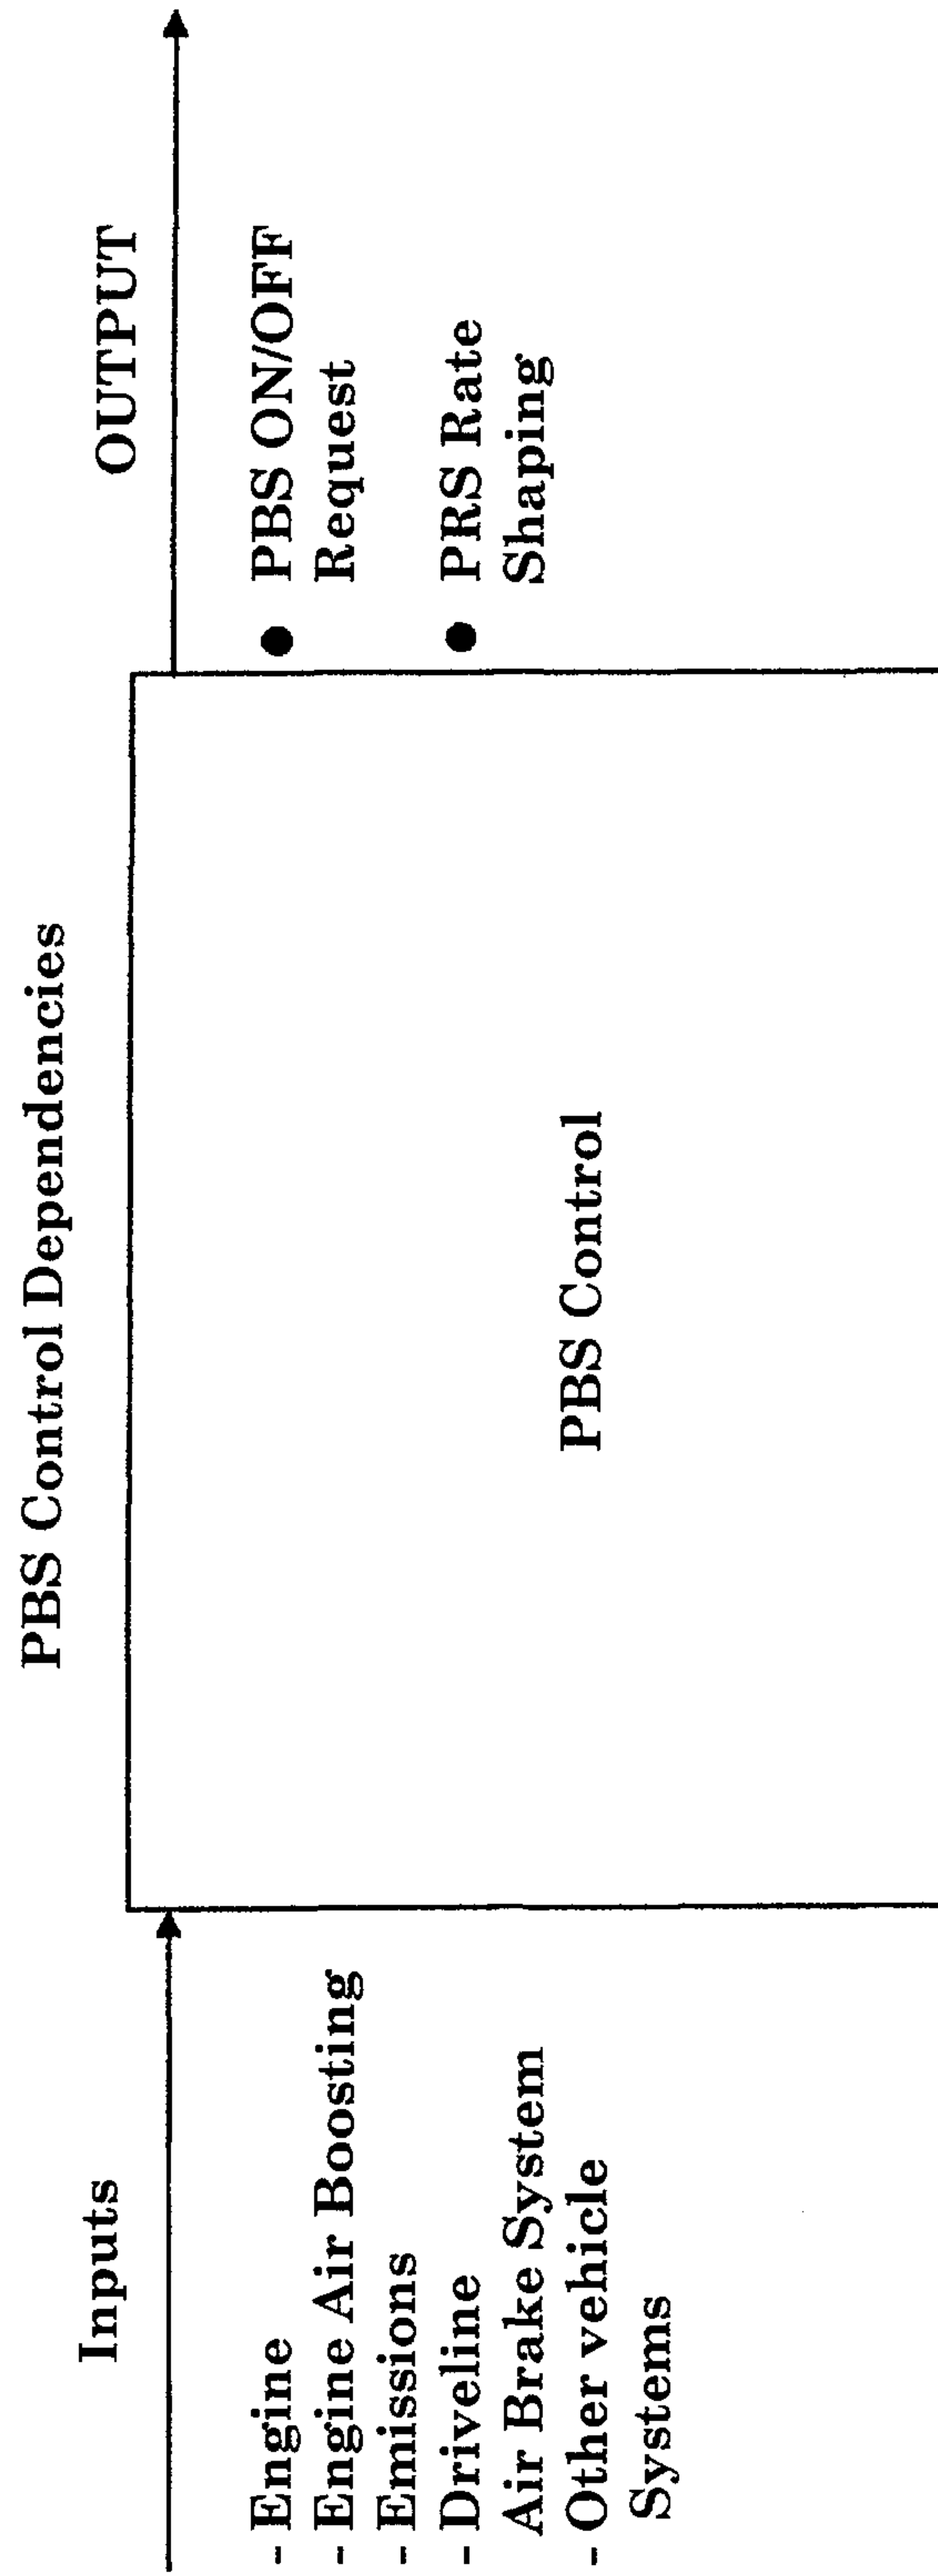 PBS Control Dependencies
Inputs
- Engine
- Engine Air Boosting
- Emissions
- Driveline
Air Brake System
- Other vehicle
Systems
PBS Control
OUTPUT
● PBS ON/OFF
Request
● PRS Rate
Shaping